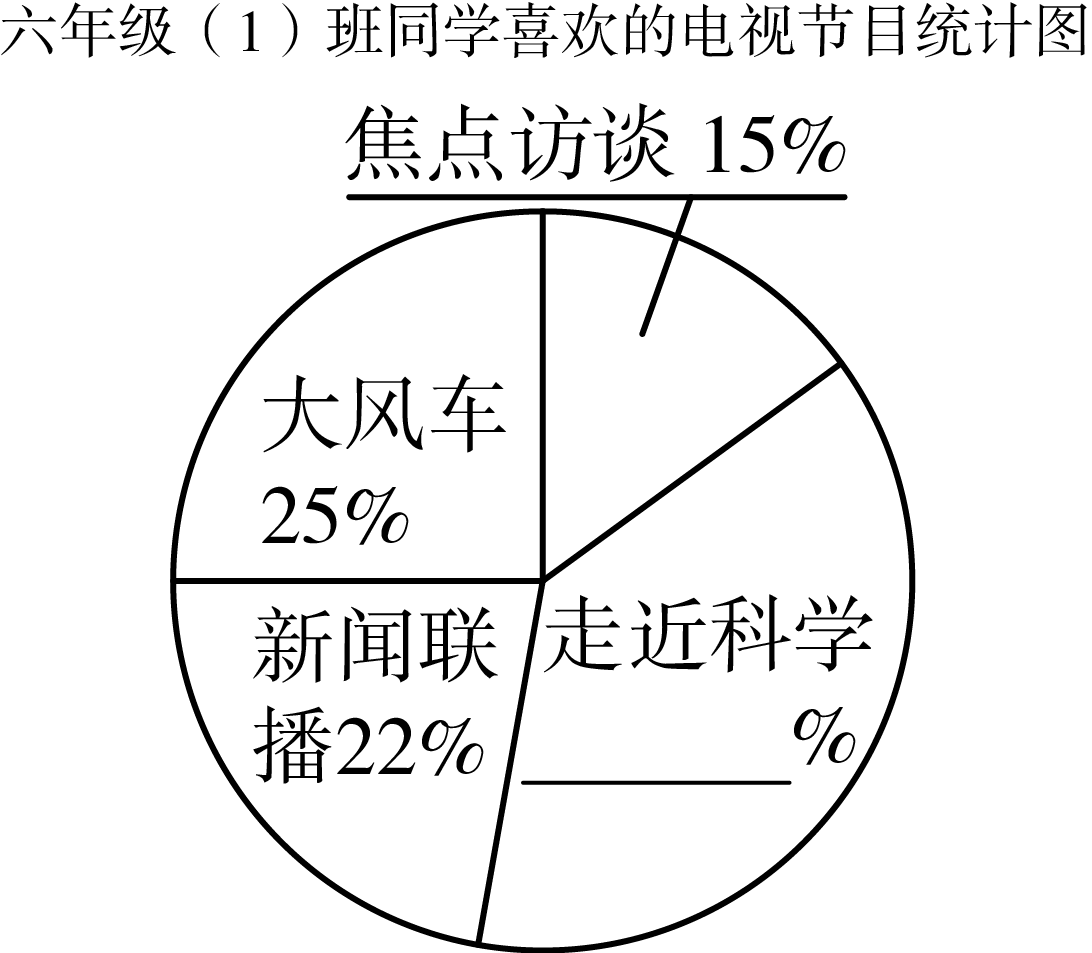 六年级（1）班同学喜欢的电视节目统计图
焦点访谈 15%
大风车
25%
新闻联
播22%
走近科学
%